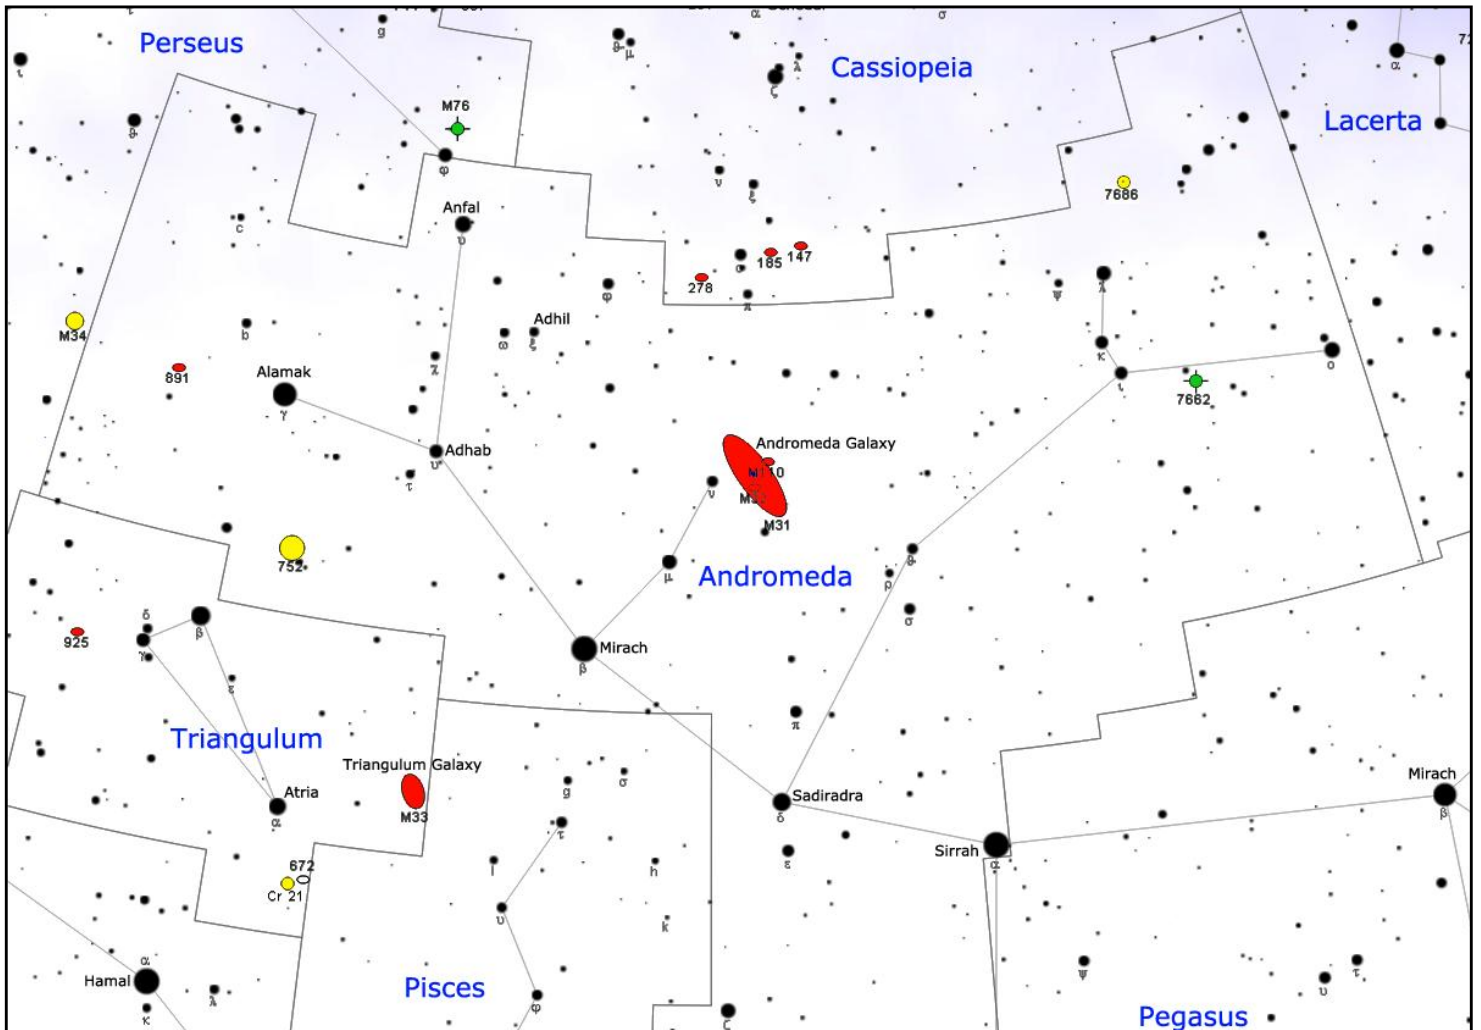 g
σ
Perseus
θ
μ
Cassiopeia
α
ι
λ
ζ
M76
Lacerta
θ
φ
ν
ξ
7686
Anfal
υ
c
ο
185
147
278
π
ψ
λ
φ
Adhil
ω
ξ
M34
b
χ
κ
ι
ο
891
Alamak
γ
7662
Andromeda Galaxy
Adhab
υ
M110
τ
ν
M31
752
μ
Andromeda
θ
ρ
σ
δ
β
925
γ
Mirach
β
ε
π
Triangulum
Triangulum Galaxy
σ
g
Mirach
β
Atria
α
M33
τ
Sadiradra
δ
Sirrah
α
ε
672
Cr 21
l
h
υ
k
α
Hamal
λ
κ
Pisces
φ
ζ
ψ
τ
υ
Pegasus